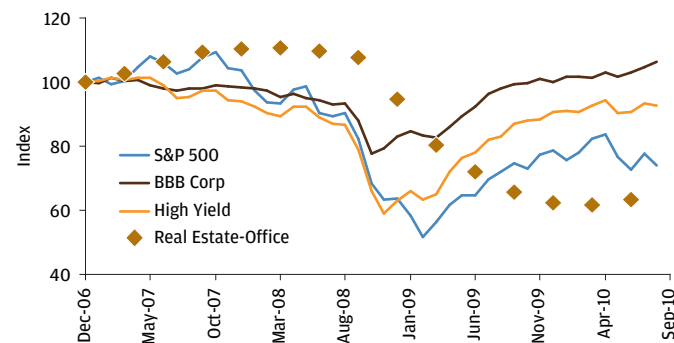 120
100
80
60
40
Index
S&P 500
BBB Corp
High Yield
Real Estate-Office
Dec-06
May-07
Oct-07
Mar-08
Aug-08
Jan-09
Jun-09
Nov-09
Apr-10
Sep-10